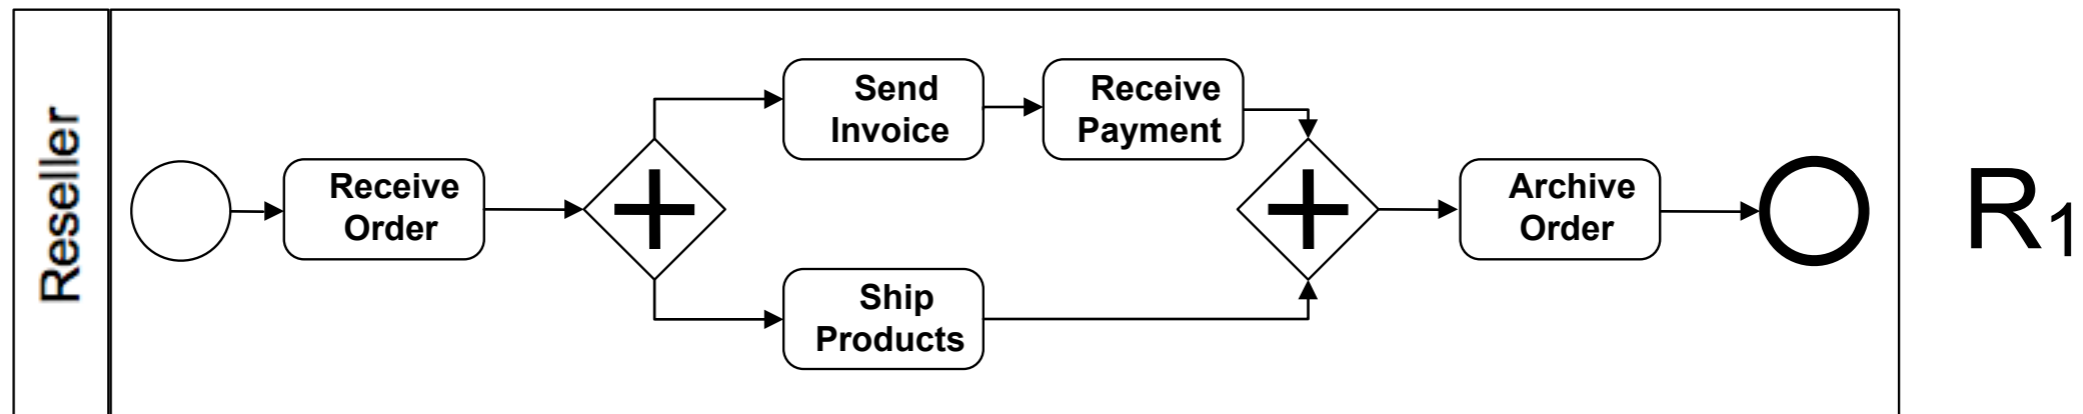 Reseller
Receive
Order
Send
Invoice
Receive
Payment
Ship
Products
Archive
Order
R1